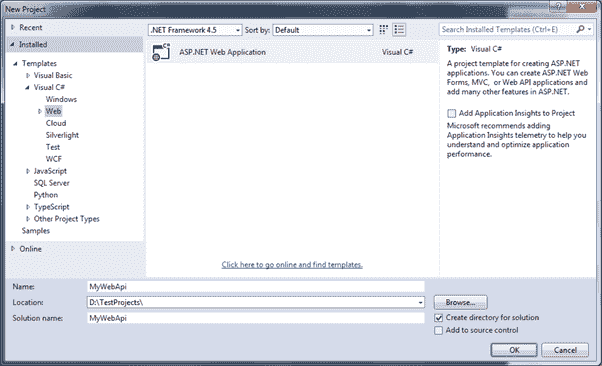 New Project
Recent
Installed
Templates
Visual Basic
Visual C#
Windows
Web
Cloud
Silverlight
Test
WCF
JavaScript
SQL Server
Python
TypeScript
Other Project Types
Samples
Online
.NET Framework 4.5
Sort by: Default
ASP.NET Web Application Visual C#
Click here to go online and find templates.
Search Installed Templates (Ctrl+E)
Type: Visual C#
A project template for creating ASP.NET
applications. You can create ASP.NET Web
Forms, MVC, or Web API applications and
add many other features in ASP.NET.
Add Application Insights to Project
Microsoft recommends adding
Application Insights telemetry to help you
understand and optimize application
performance.
Name: MyWebApi
Location: D:\TestProjects\
Browse...
Solution name: MyWebApi
Create directory for solution
Add to source control
OK
Cancel